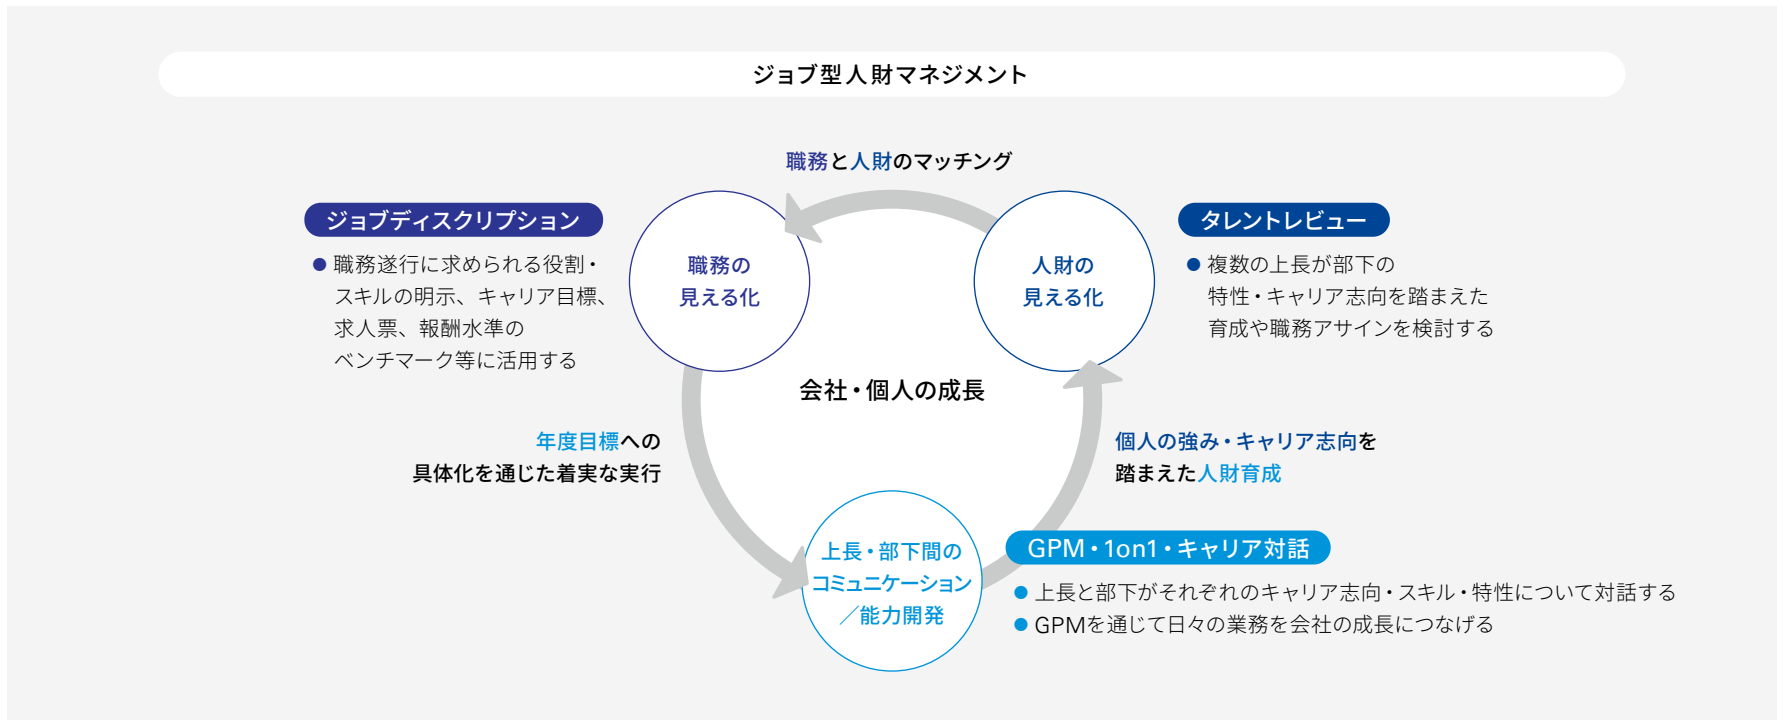 ジョブ型人財マネジメント
職務と人財のマッチング
ジョブディスクリプション
● 職務遂行に求められる役割・
スキルの明示、キャリア目標、
求人票、報酬水準の
ベンチマーク等に活用する
職務の
見える化
人財の
見える化
タレントレビュー
● 複数の上長が部下の
特性・キャリア志向を踏まえた
育成や職務アサインを検討する
会社・個人の成長
年度目標への
具体化を通じた着実な実行
個人の強み・キャリア志向を
踏まえた人財育成
上長・部下間の
コミュニケーション
／能力開発
GPM・1on1・キャリア対話
● 上長と部下がそれぞれのキャリア志向・スキル・特性について対話する
● GPMを通じて日々の業務を会社の成長につなげる